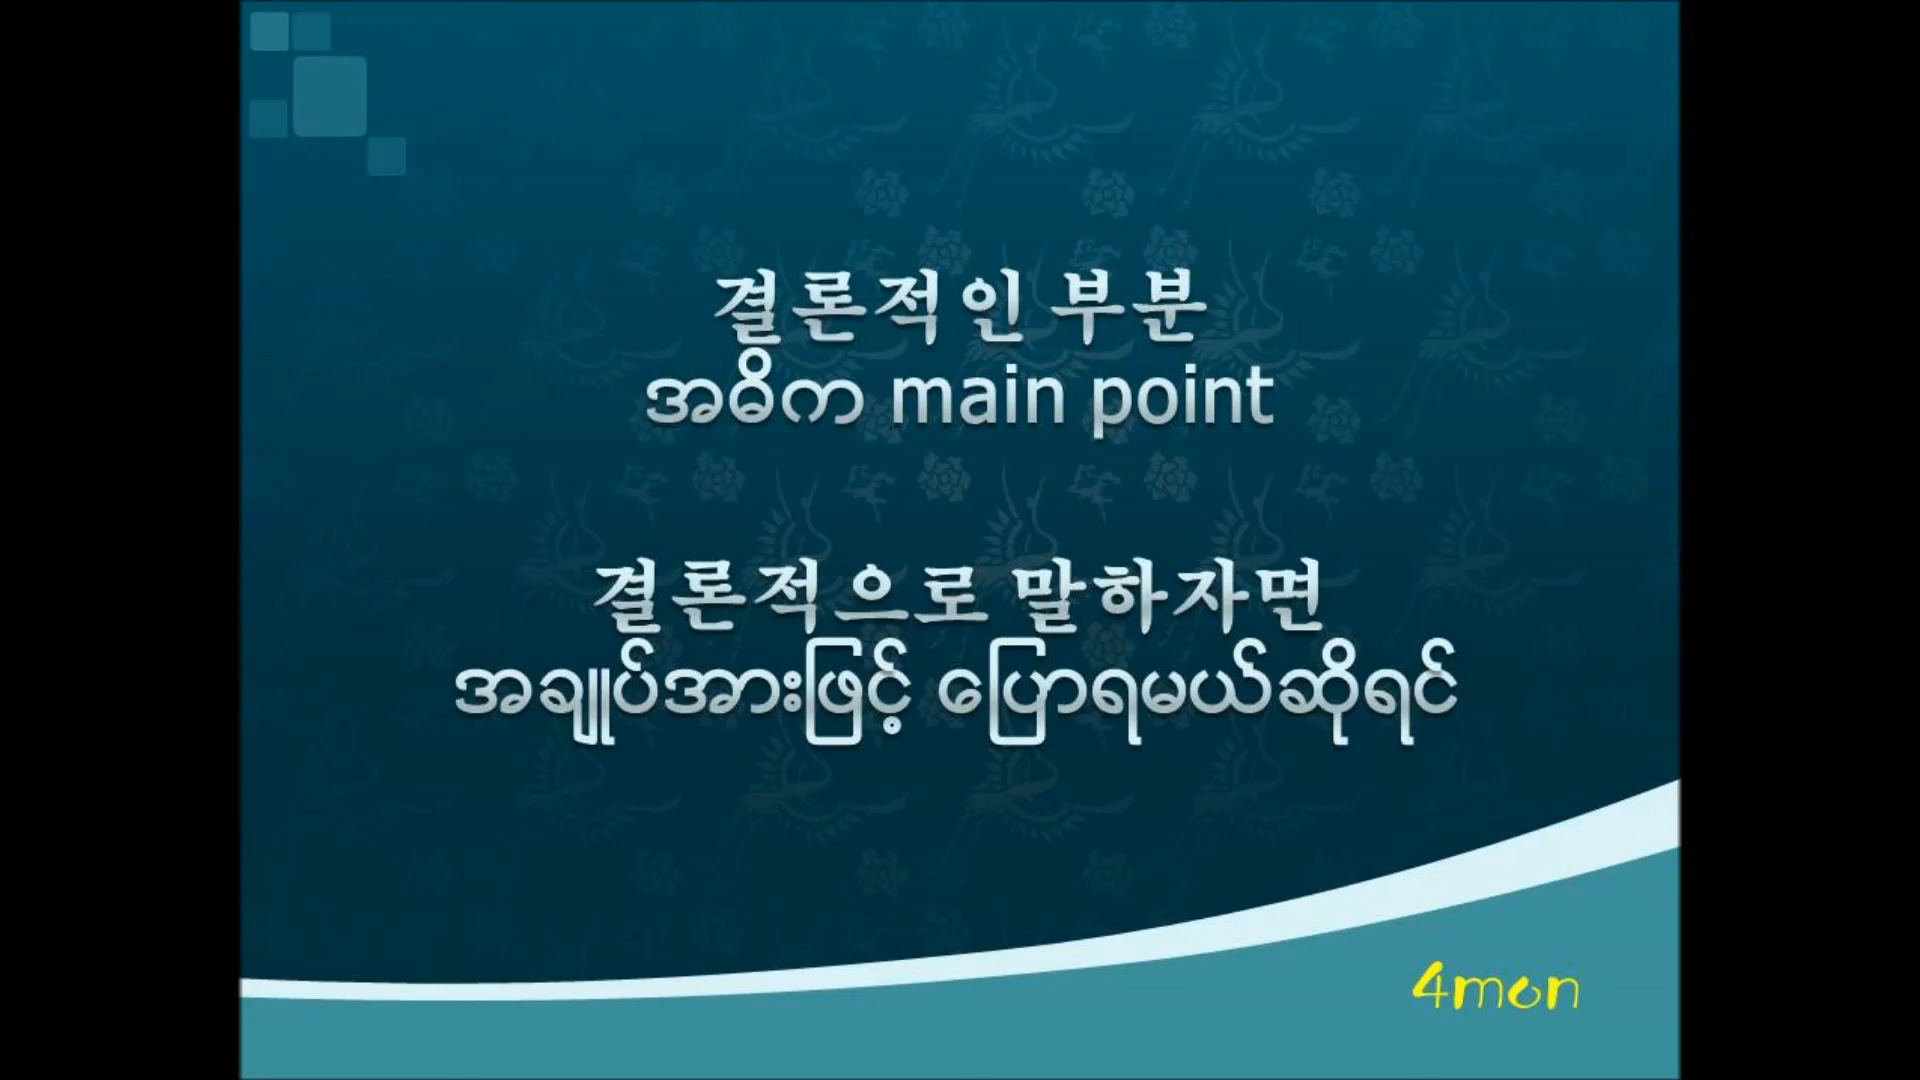 결론적인 부분
အဓိက main point
결론적으로 말하자면
အချုပ်အားဖြင့် ပြောရမယ်ဆိုရင်
4mon